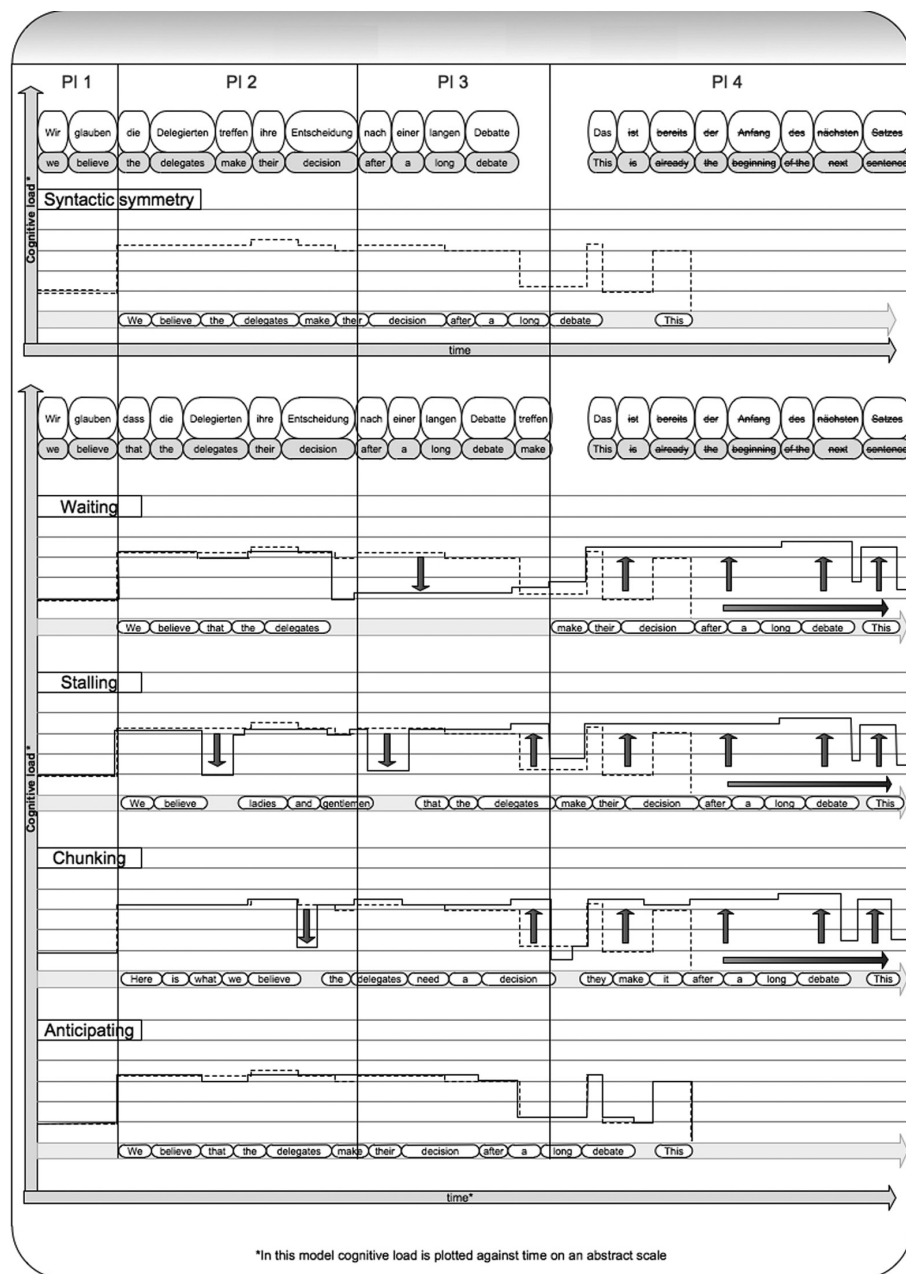 PI 1 PI 2 PI 3 PI 4
Wir glauben die Delegierten treffen ihre Entscheidung nach einer langen Debatte Das ist bereits der Anfang des nächsten Satzes
we believe the delegates make their decision after a long debate This is already the beginning of the next sentence
Syntactic symmetry
Cognitive load *
We believe the delegates make their decision after a long debate This
time
Wir glauben dass die Delegierten ihre Entscheidung nach einer langen Debatte treffen Das ist bereits der Anfang des nächsten Satzes
we believe that the delegates their decision after a long debate make This is already the beginning of the next sentence
Waiting
We believe that the delegates make their decision after a long debate This
Stalling
We believe ladies and gentlemen that the delegates make their decision after a long debate This
Cognitive load *
Chunking
Here is what we believe the delegates need a decision they make it after a long debate This
Anticipating
We believe that the delegates make their decision after a long debate This
time*
*In this model cognitive load is plotted against time on an abstract scale